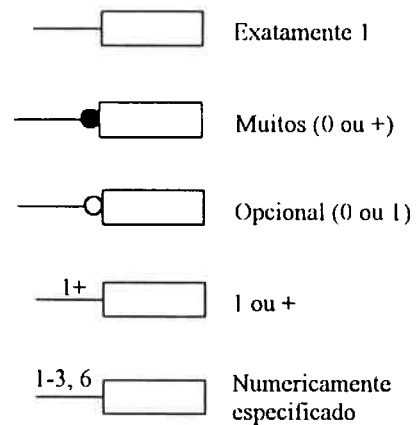 Exatamente 1
Muitos (0 ou +)
Opcional (0 ou 1)
1+
1 ou +
1-3, 6
Numericamente
especificado